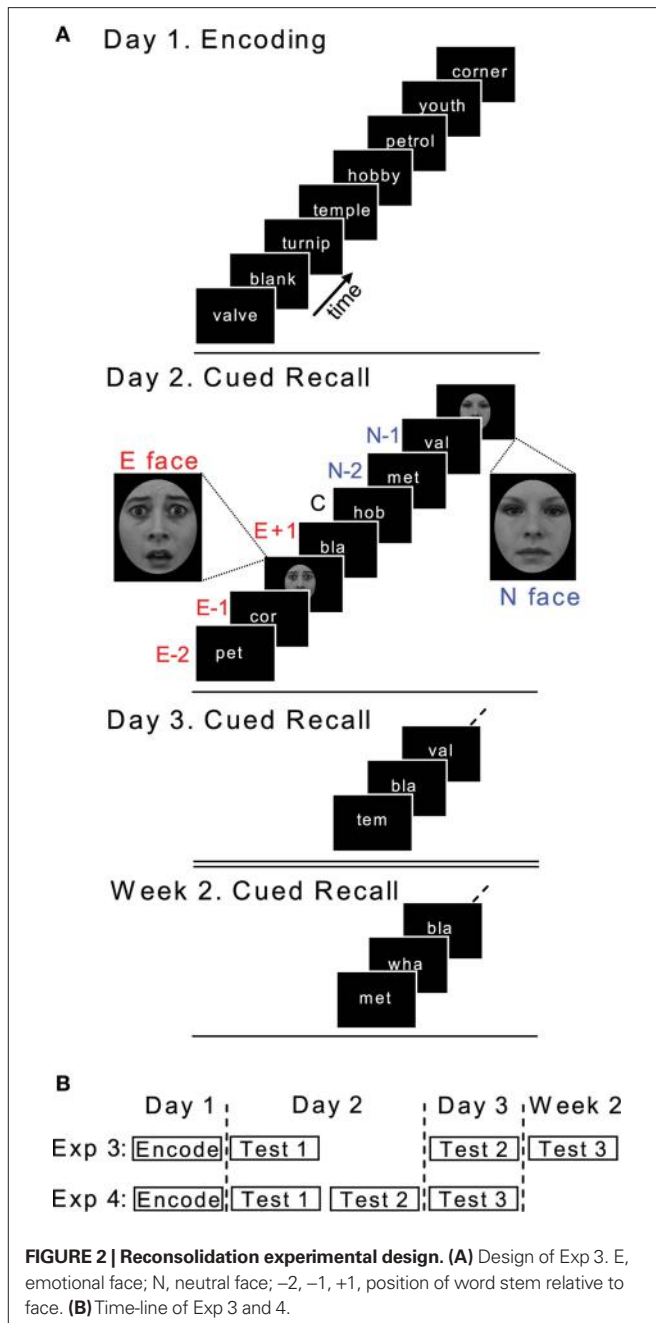 A Day 1. Encoding
corner
youth
petrol
hobby
temple
turnip
blank
valve
time
Day 2. Cued Recall
E face
N-1
val
N-2
met
C
hob
E+1
bla
N face
E-1
cor
E-2
pet
Day 3. Cued Recall
val
bla
tem
Week 2. Cued Recall
bla
wha
met
B
Day 1 Day 2 Day 3 Week 2
Exp 3: Encode Test 1 Test 2 Test 3
Exp 4: Encode Test 1 Test 2 Test 3
FIGURE 2 | Reconsolidation experimental design. (A) Design of Exp 3. E,
emotional face; N, neutral face; –2, –1, +1, position of word stem relative to
face. (B) Time-line of Exp 3 and 4.